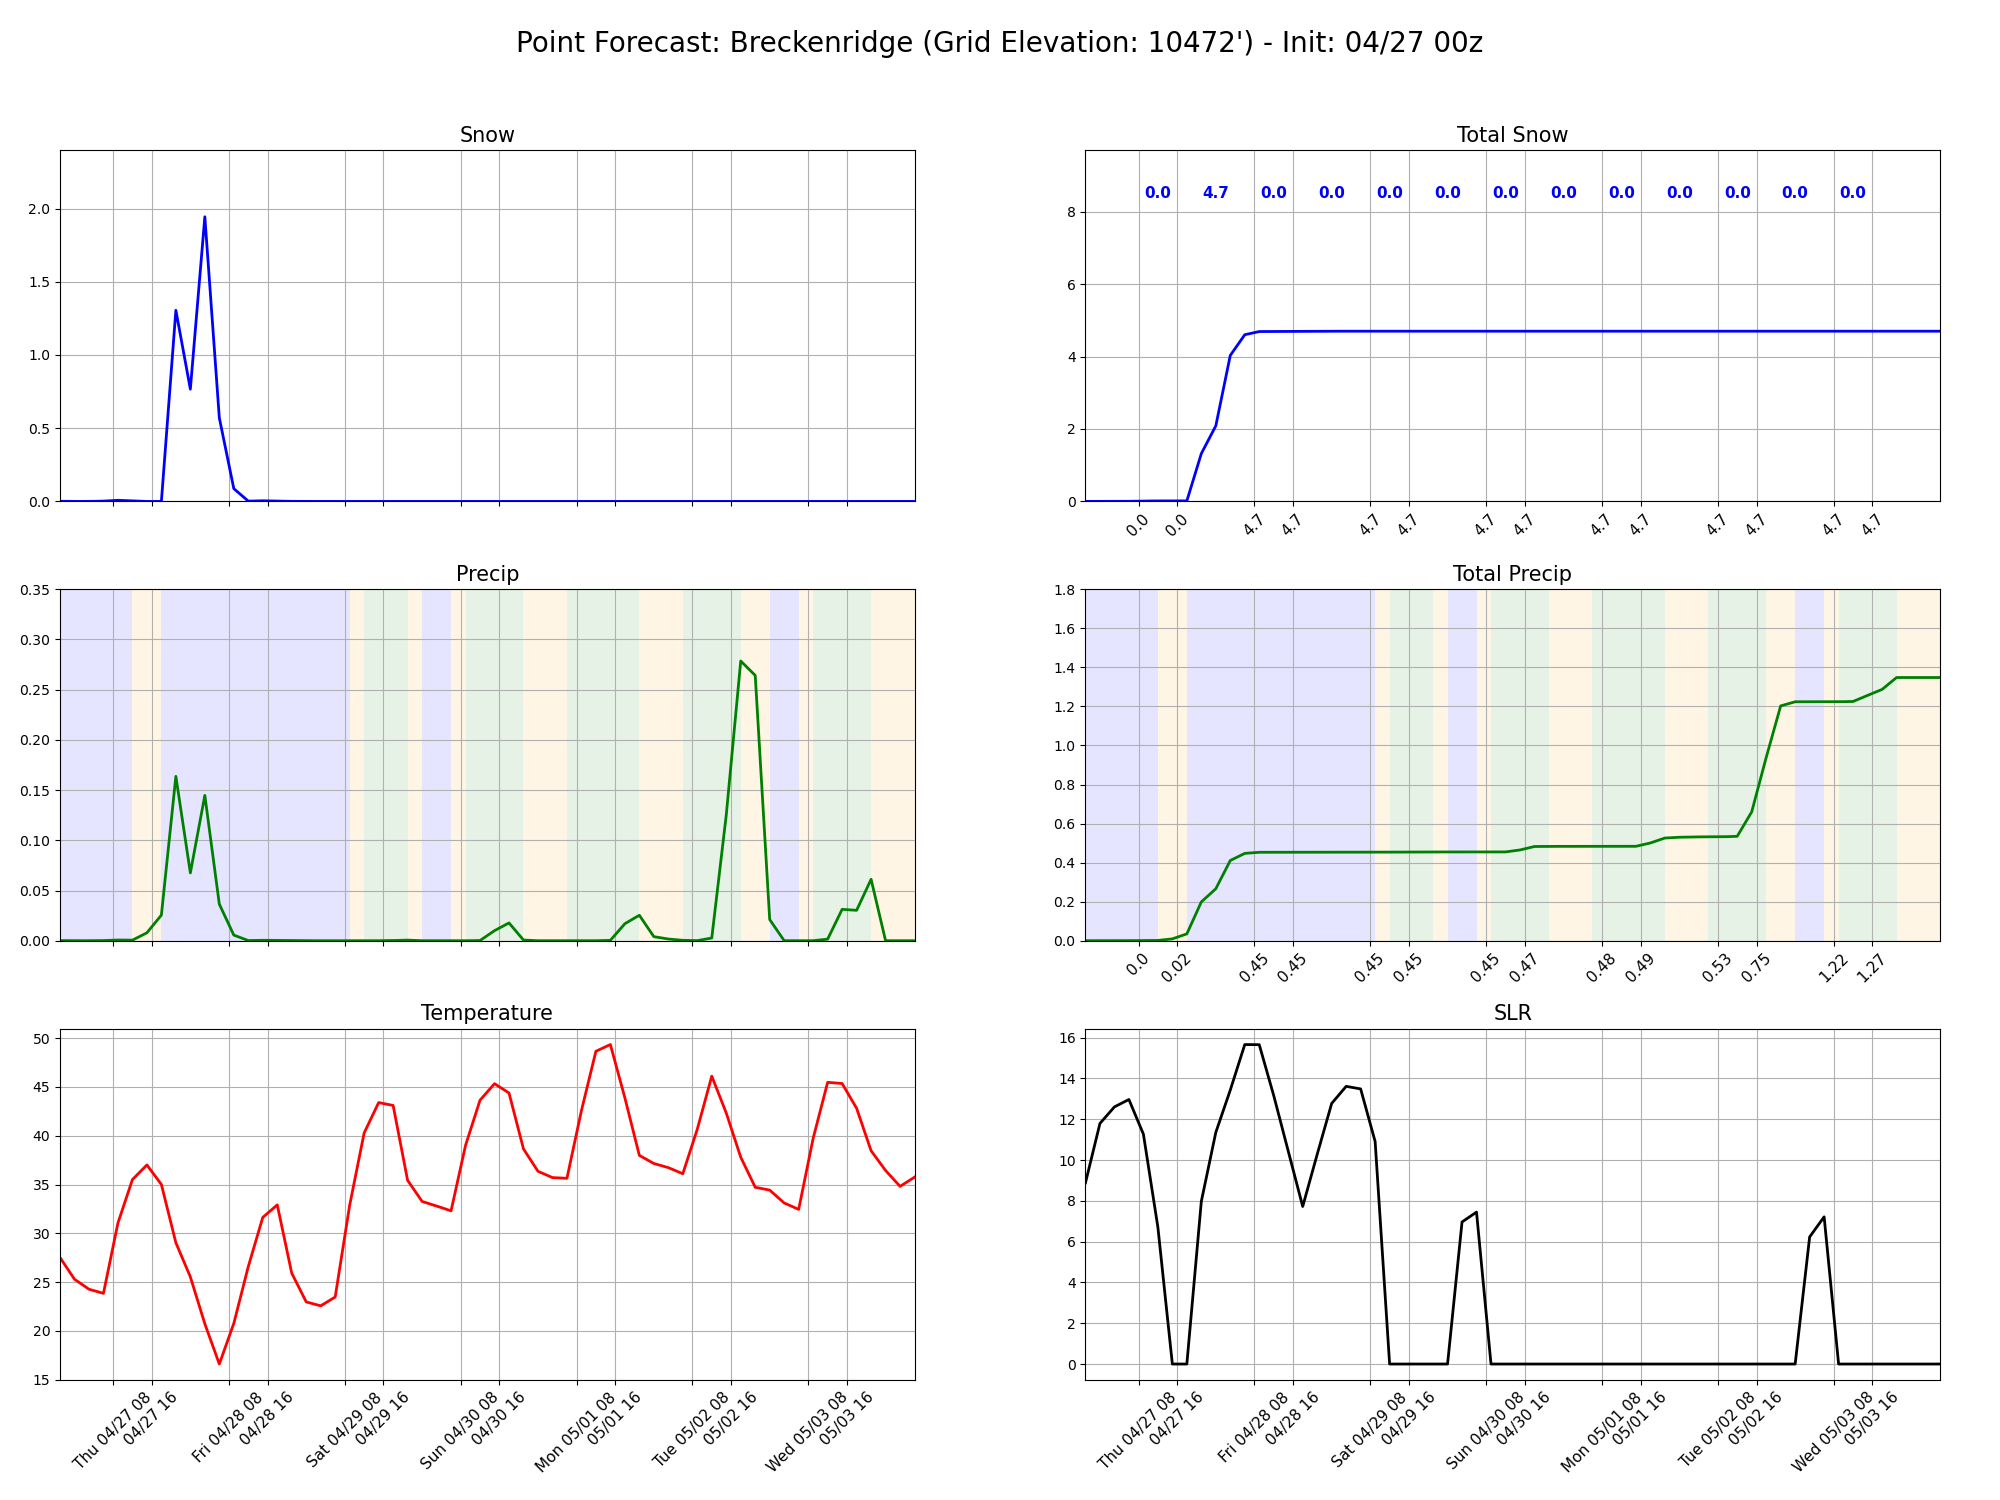 Point Forecast: Breckenridge (Grid Elevation: 10472') - Init: 04/27 00z
Snow
2.0
1.5
1.0
0.5
0.0
Total Snow
0.0 4.7 0.0 0.0 0.0 0.0 0.0 0.0 0.0 0.0 0.0 0.0 0.0
8
6
4
2
0
0.0 0.0 4.7 4.7 4.7 4.7 4.7 4.7 4.7 4.7 4.7 4.7 4.7 4.7
Precip
0.35
0.30
0.25
0.20
0.15
0.10
0.05
0.00
Total Precip
1.8
1.6
1.4
1.2
1.0
0.8
0.6
0.4
0.2
0.0
0.0 0.02 0.45 0.45 0.45 0.45 0.45 0.47 0.48 0.49 0.53 0.75 1.22 1.27
Temperature
50
45
40
35
30
25
20
15
Thu 04/27 08
04/27 16
Fri 04/28 08
04/28 16
Sat 04/29 08
04/29 16
Sun 04/30 08
04/30 16
Mon 05/01 08
05/01 16
Tue 05/02 08
05/02 16
Wed 05/03 08
05/03 16
SLR
16
14
12
10
8
6
4
2
0
Thu 04/27 08
04/27 16
Fri 04/28 08
04/28 16
Sat 04/29 08
04/29 16
Sun 04/30 08
04/30 16
Mon 05/01 08
05/01 16
Tue 05/02 08
05/02 16
Wed 05/03 08
05/03 16